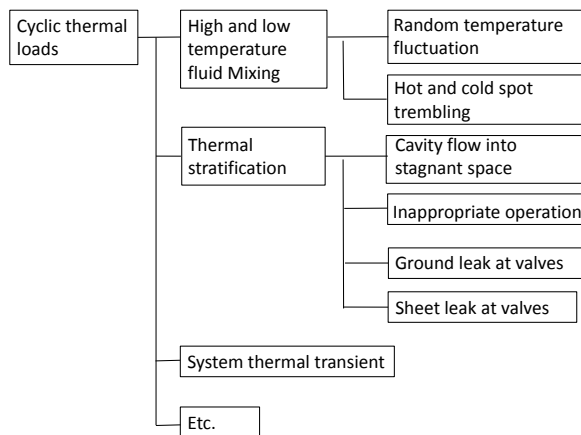 Cyclic thermal
loads
High and low
temperature
fluid Mixing
Random temperature
fluctuation
Hot and cold spot
trembling
Thermal
stratification
Cavity flow into
stagnant space
Inappropriate operation
Ground leak at valves
Sheet leak at valves
System thermal transient
Etc.